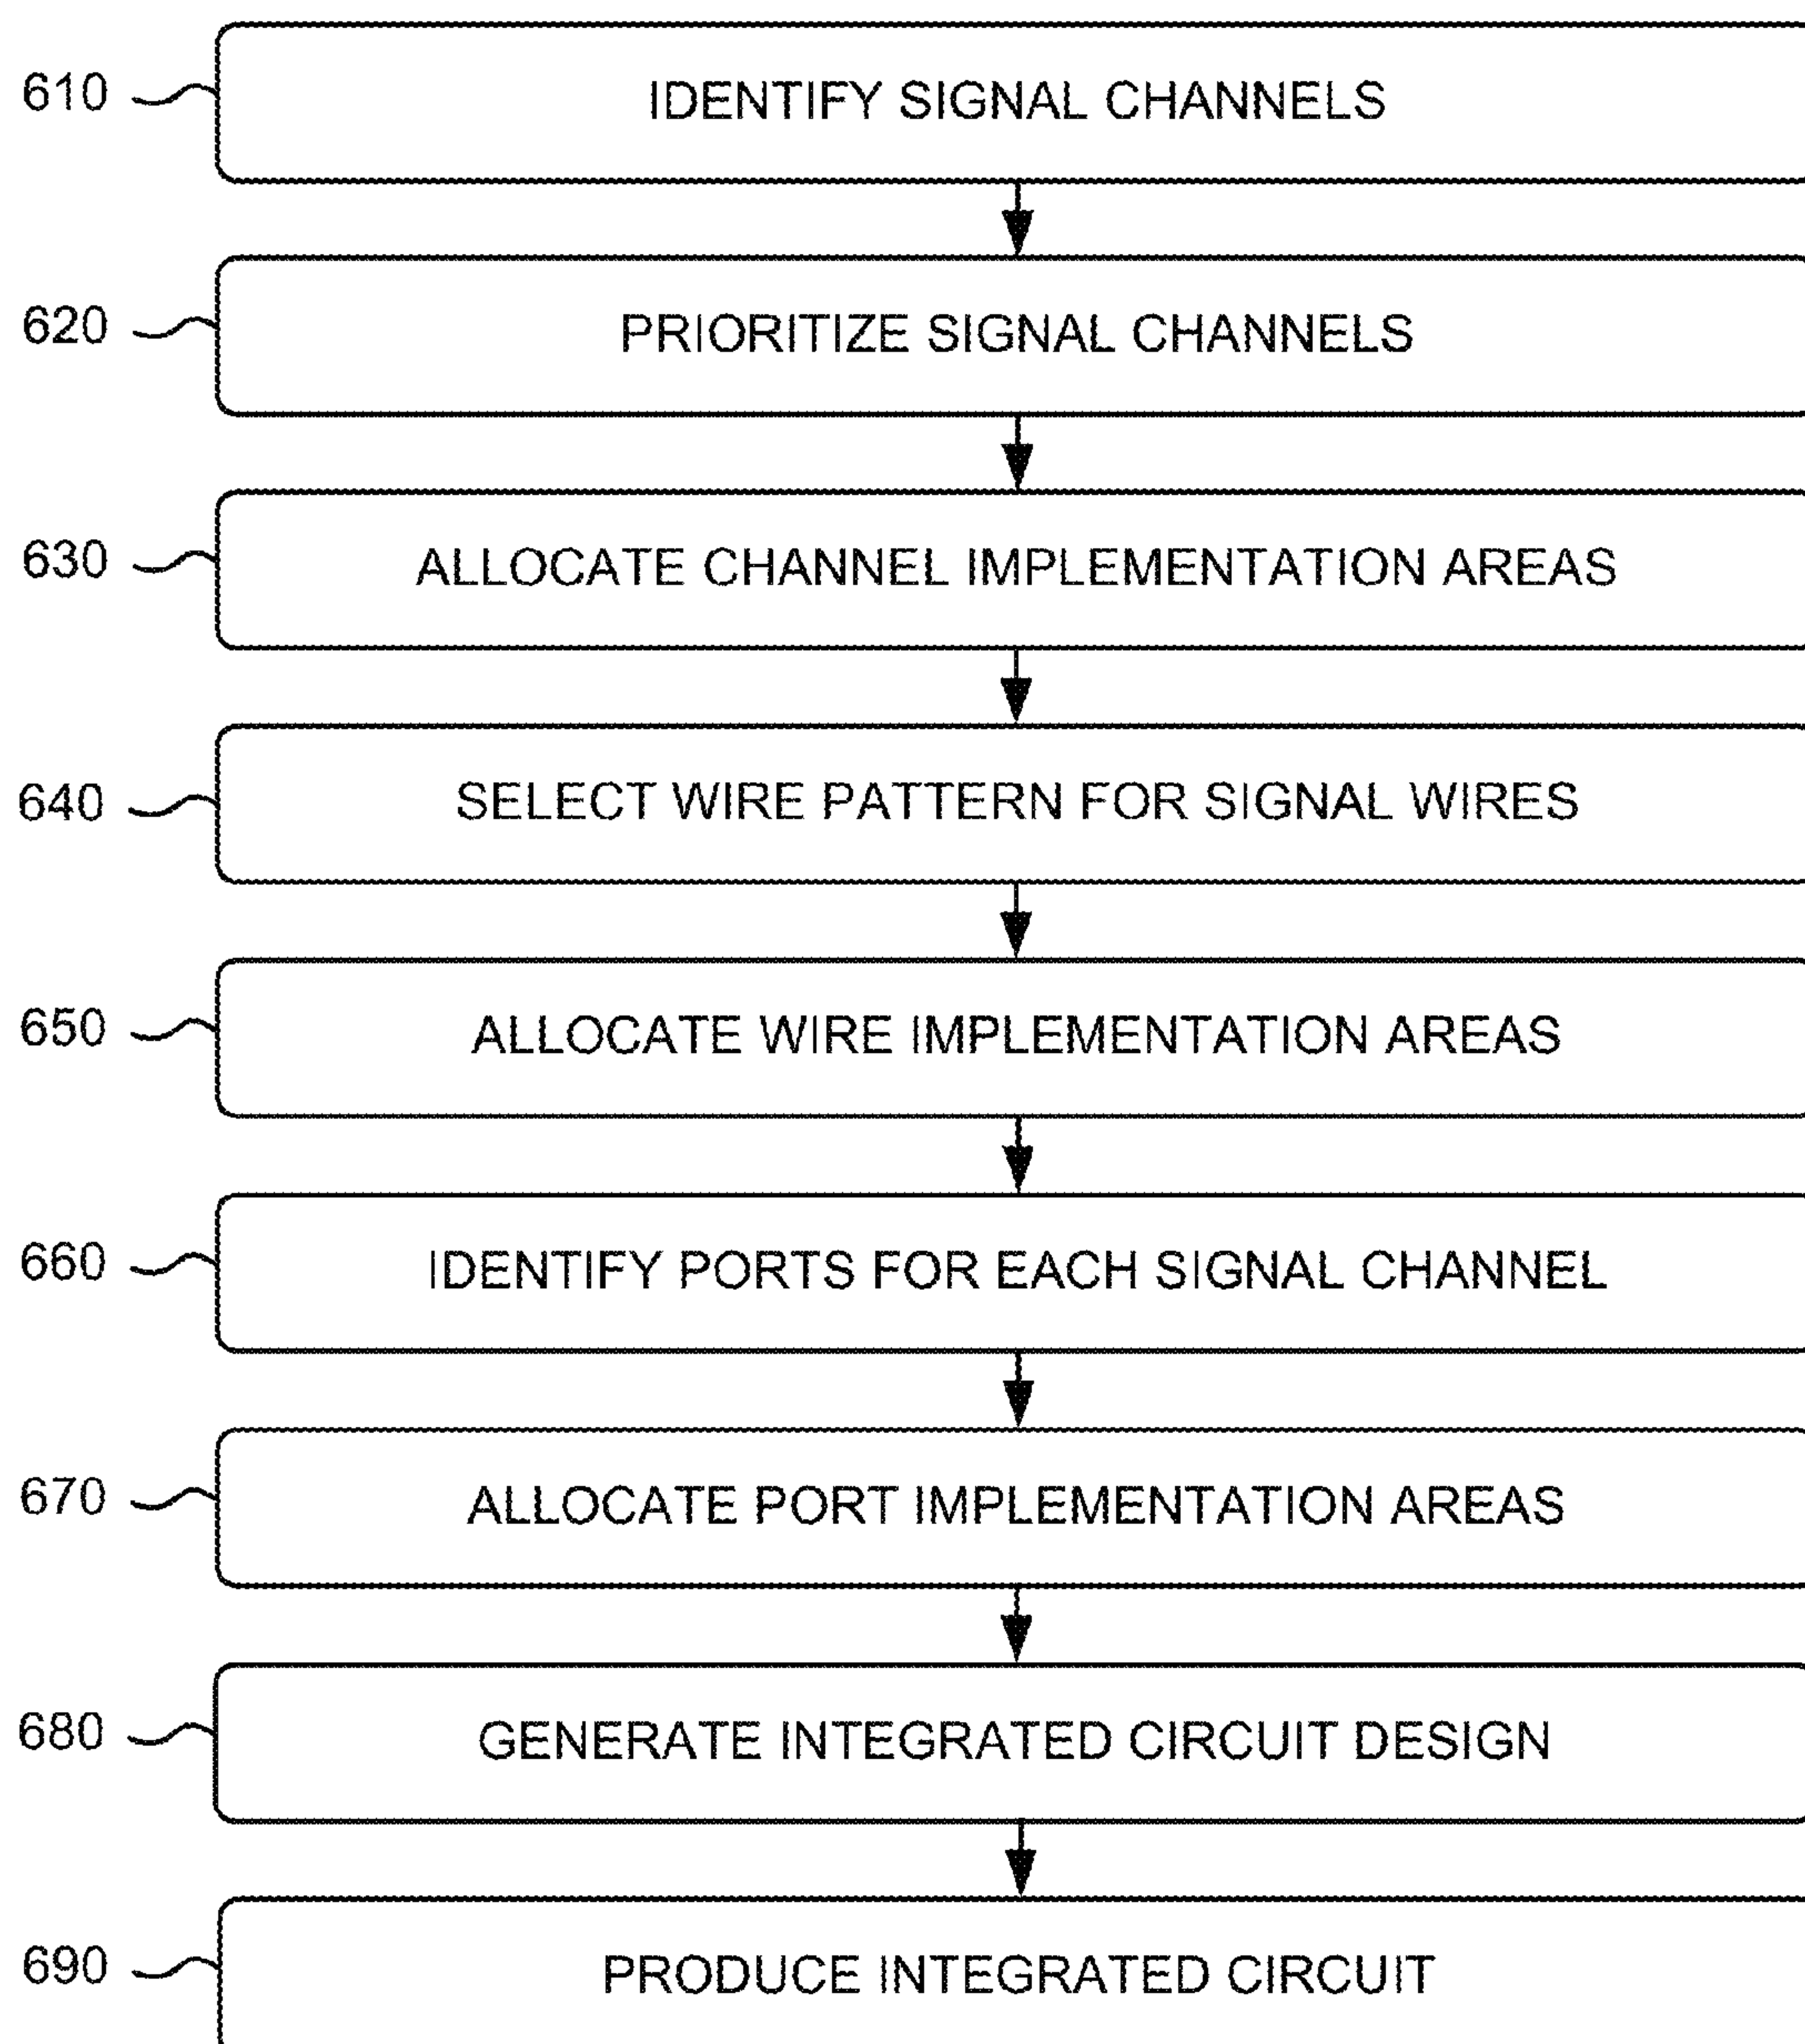 610 IDENTIFY SIGNAL CHANNELS
620 PRIORITIZE SIGNAL CHANNELS
630 ALLOCATE CHANNEL IMPLEMENTATION AREAS
640 SELECT WIRE PATTERN FOR SIGNAL WIRES
650 ALLOCATE WIRE IMPLEMENTATION AREAS
660 IDENTIFY PORTS FOR EACH SIGNAL CHANNEL
670 ALLOCATE PORT IMPLEMENTATION AREAS
680 GENERATE INTEGRATED CIRCUIT DESIGN
690 PRODUCE INTEGRATED CIRCUIT